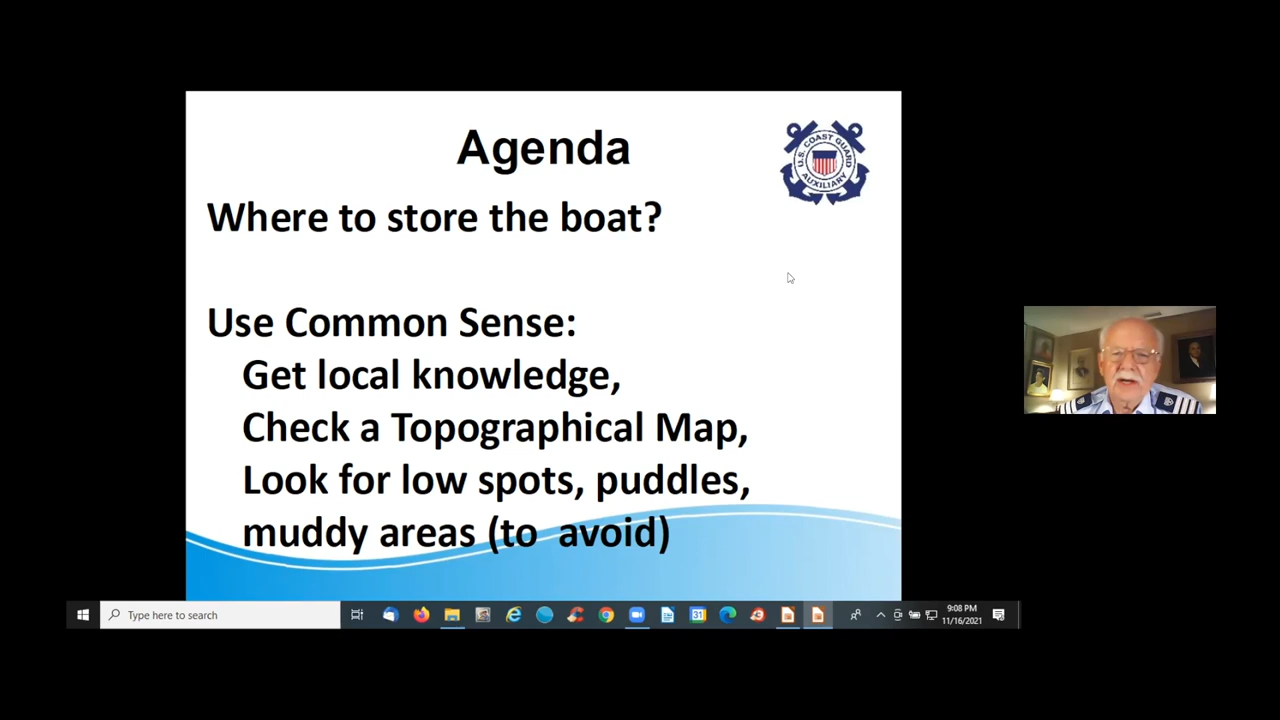 Agenda
U.S. COAST GUARD
AUXILIARY
Where to store the boat?
Use Common Sense:
Get local knowledge,
Check a Topographical Map,
Look for low spots, puddles,
muddy areas (to  avoid)
Type here to search
31
9:08 PM
11/16/2021